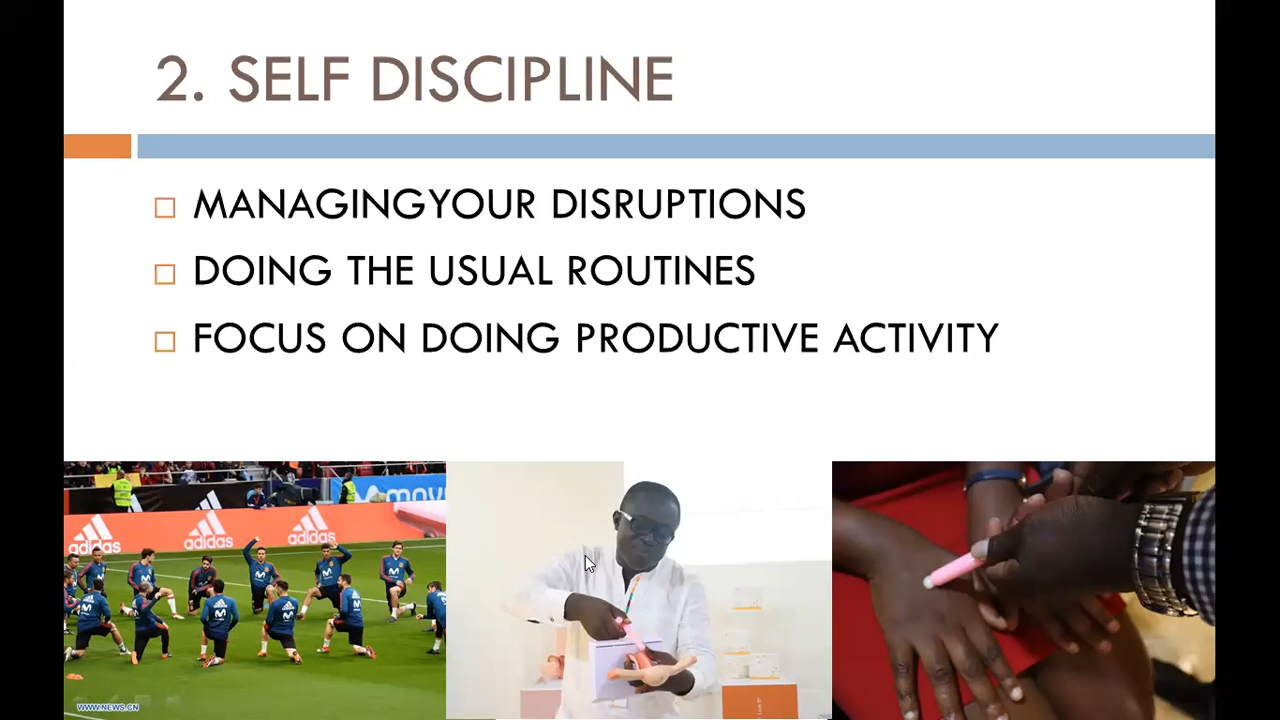 2. SELF DISCIPLINE
MANAGINGYOUR DISRUPTIONS
DOING THE USUAL ROUTINES
FOCUS ON DOING PRODUCTIVE ACTIVITY
adidas adidas adidas
WWW.NEWS.CN